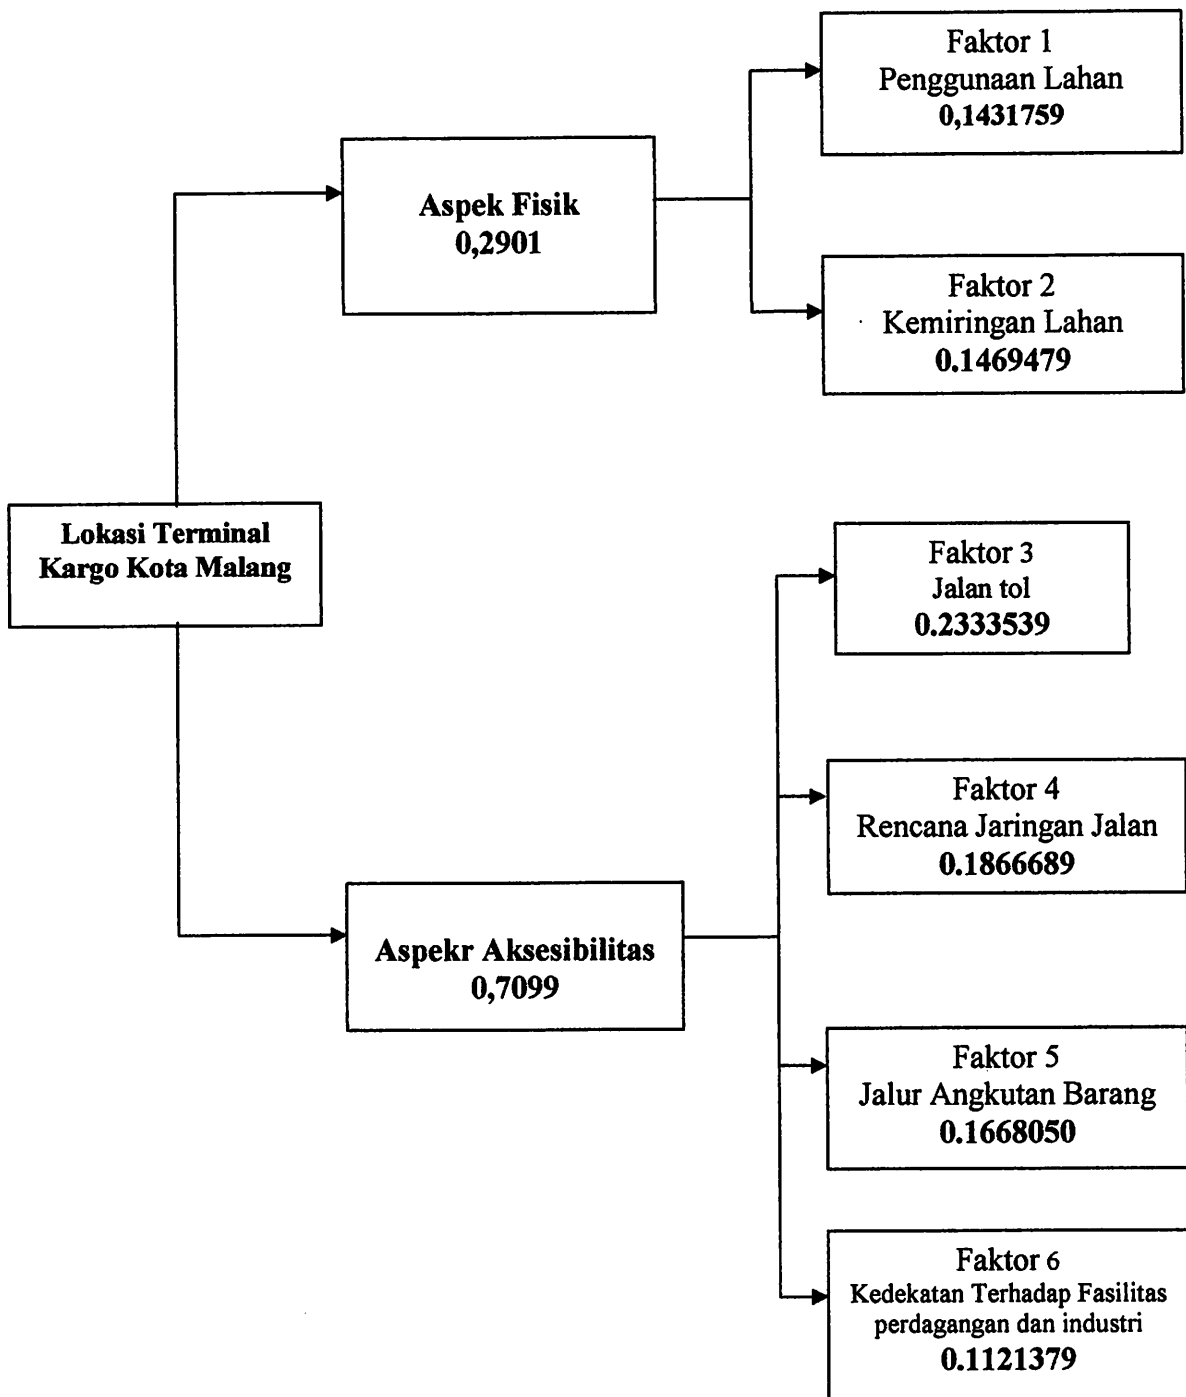 Faktor 1
Penggunaan Lahan
0,1431759
Aspek Fisik
0,2901
Faktor 2
Kemiringan Lahan
0.1469479
Lokasi Terminal
Kargo Kota Malang
Faktor 3
Jalan tol
0.2333539
Faktor 4
Rencana Jaringan Jalan
0.1866689
Aspekr Aksesibilitas
0,7099
Faktor 5
Jalur Angkutan Barang
0.1668050
Faktor 6
Kedekatan Terhadap Fasilitas
perdagangan dan industri
0.1121379